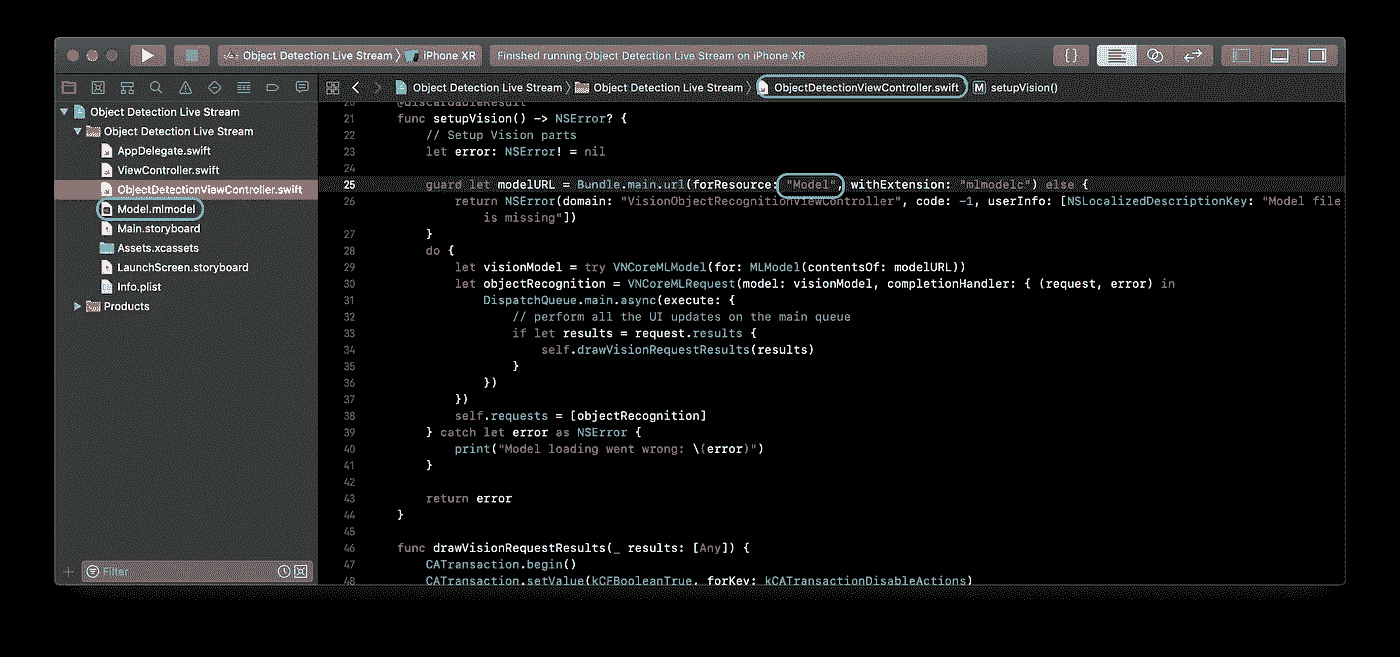 Object Detection Live Stream 〉 iPhone XR
Finished running Object Detection Live Stream on iPhone XR
{}
Object Detection Live Stream 〉 Object Detection Live Stream 〉 ObjectDetectionViewController.swift M setupVision()
Object Detection Live Stream
Object Detection Live Stream
AppDelegate.swift
ViewController.swift
ObjectDetectionViewController.swift
Model.mlmodel
Main.storyboard
Assets.xcassets
LaunchScreen.storyboard
Info.plist
Products
Filter
20 @discardableResult
21 func setupVision() -> NSError? {
22 // Setup Vision parts
23 let error: NSError! = nil
24
25 guard let modelURL = Bundle.main.url(forResource: "Model", withExtension: "mlmodelc") else {
26 return NSError(domain: "VisionObjectRecognitionViewController", code: -1, userInfo: [NSLocalizedDescriptionKey: "Model file
is missing"])
27 }
28 do {
29 let visionModel = try VNCoreMLModel(for: MLModel(contentsOf: modelURL))
30 let objectRecognition = VNCoreMLRequest(model: visionModel, completionHandler: { (request, error) in
31 DispatchQueue.main.async(execute: {
32 // perform all the UI updates on the main queue
33 if let results = request.results {
34 self.drawVisionRequestResults(results)
35 }
36 })
37 })
38 self.requests = [objectRecognition]
39 } catch let error as NSError {
40 print("Model loading went wrong: \(error)")
41 }
42
43 return error
44 }
45
46 func drawVisionRequestResults(_ results: [Any]) {
47 CATransaction.begin()
48 CATransaction.setValue(kCFBooleanTrue, forKey: kCATransactionDisableActions)